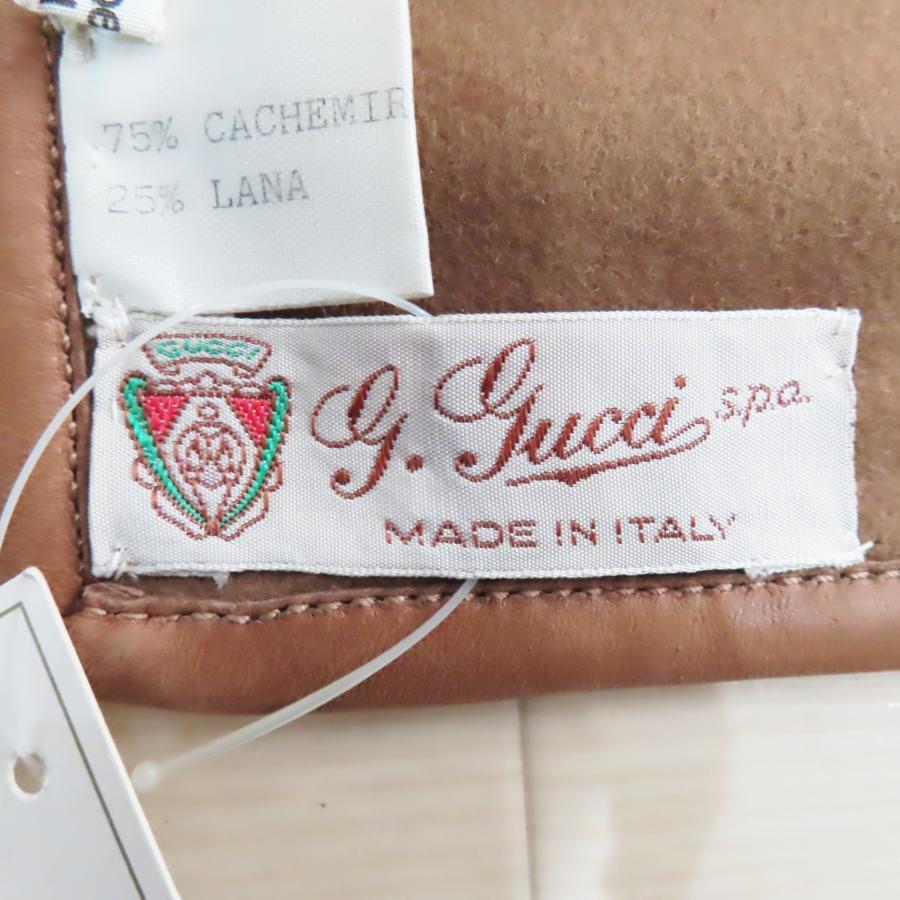 75% CACHEMIR
25% LANA
GUCCI
G. Gucci s.p.a.
MADE IN ITALY